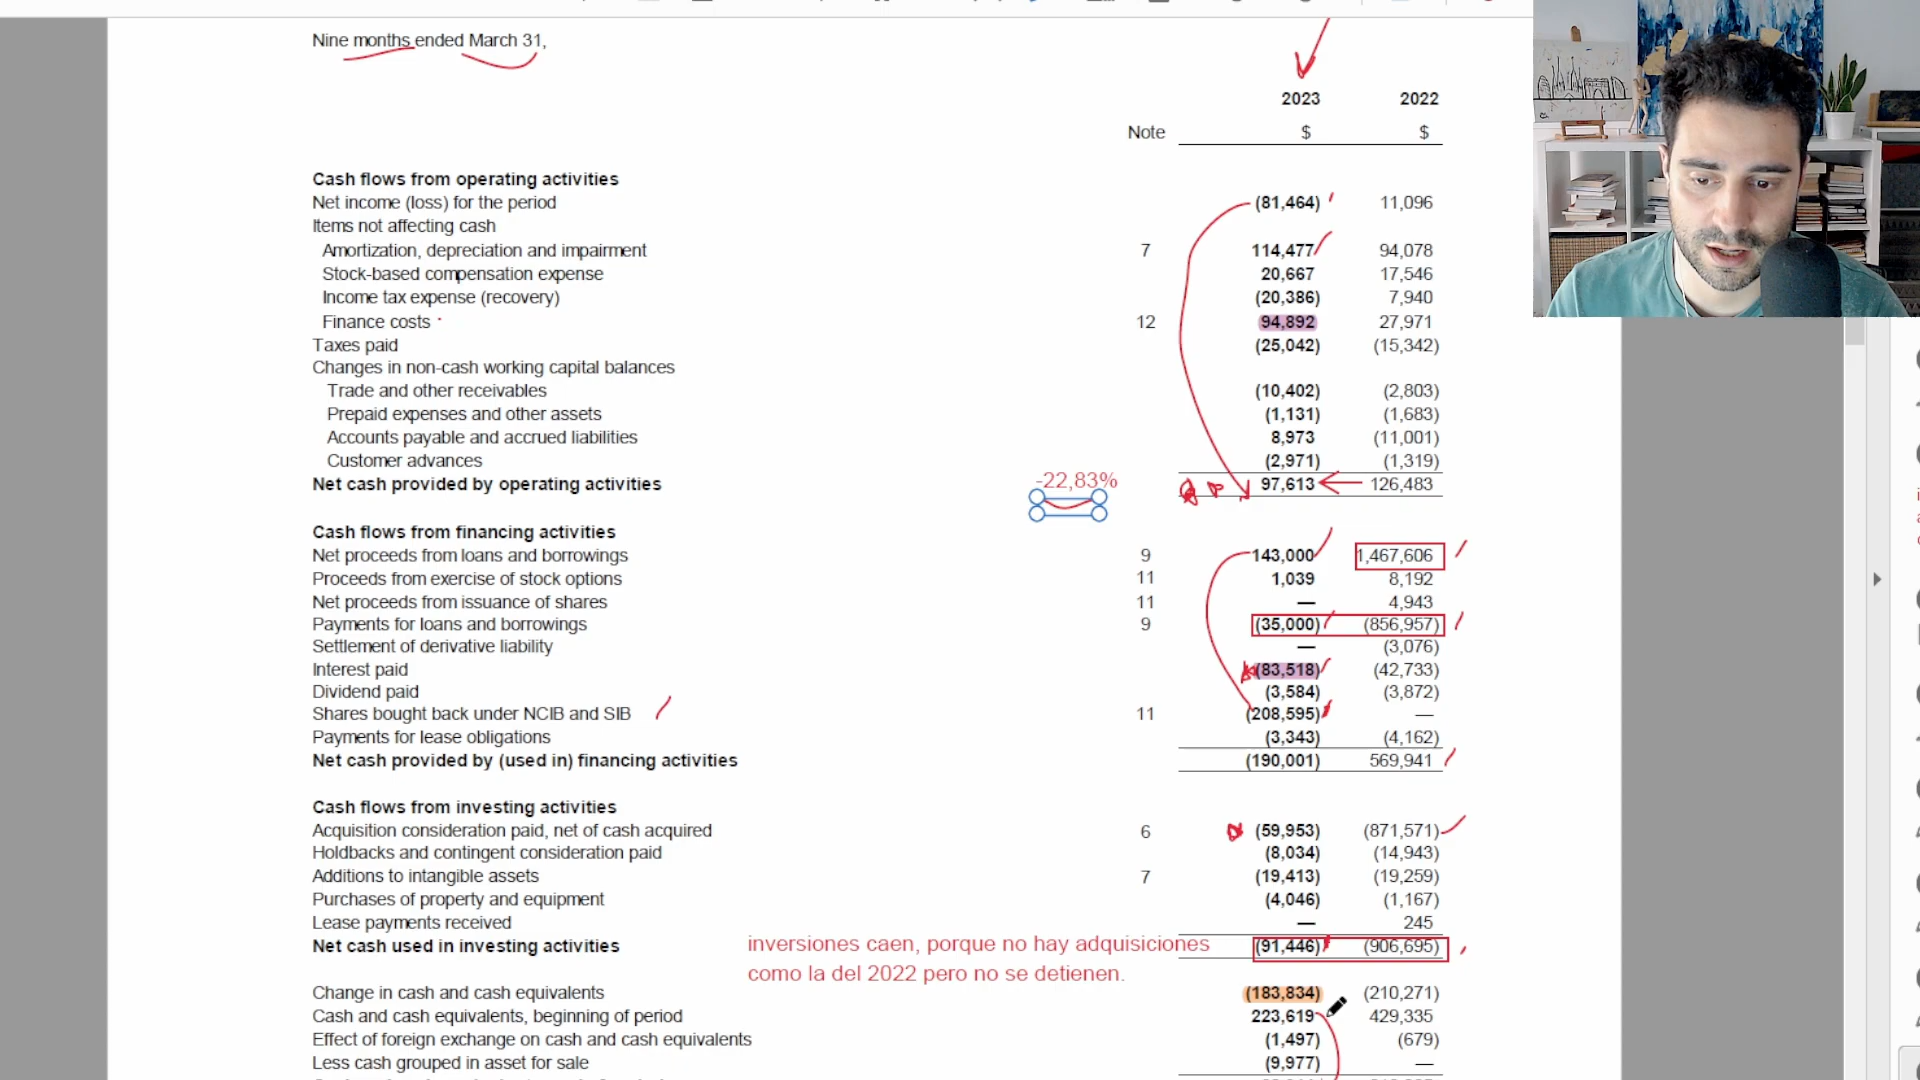 Nine months ended March 31,
2023 2022
Note $ $
Cash flows from operating activities
Net income (loss) for the period (81,464) 11,096
Items not affecting cash
Amortization, depreciation and impairment 7 114,477 94,078
Stock-based compensation expense 20,667 17,546
Income tax expense (recovery) (20,386) 7,940
Finance costs 12 94,892 27,971
Taxes paid (25,042) (15,342)
Changes in non-cash working capital balances
Trade and other receivables (10,402) (2,803)
Prepaid expenses and other assets (1,131) (1,683)
Accounts payable and accrued liabilities 8,973 (11,001)
Customer advances (2,971) (1,319)
-22,83%
Net cash provided by operating activities 97,613 126,483
Cash flows from financing activities
Net proceeds from loans and borrowings 9 143,000 1,467,606
Proceeds from exercise of stock options 11 1,039 8,192
Net proceeds from issuance of shares 11 — 4,943
Payments for loans and borrowings 9 (35,000) (856,957)
Settlement of derivative liability — (3,076)
Interest paid (83,518) (42,733)
Dividend paid (3,584) (3,872)
Shares bought back under NCIB and SIB 11 (208,595) —
Payments for lease obligations (3,343) (4,162)
Net cash provided by (used in) financing activities (190,001) 569,941
Cash flows from investing activities
Acquisition consideration paid, net of cash acquired 6 (59,953) (871,571)
Holdbacks and contingent consideration paid (8,034) (14,943)
Additions to intangible assets 7 (19,413) (19,259)
Purchases of property and equipment (4,046) (1,167)
Lease payments received — 245
Net cash used in investing activities (91,446) (906,695)
inversiones caen, porque no hay adquisiciones
como la del 2022 pero no se detienen.
Change in cash and cash equivalents (183,834) (210,271)
Cash and cash equivalents, beginning of period 223,619 429,335
Effect of foreign exchange on cash and cash equivalents (1,497) (679)
Less cash grouped in asset for sale (9,977) —